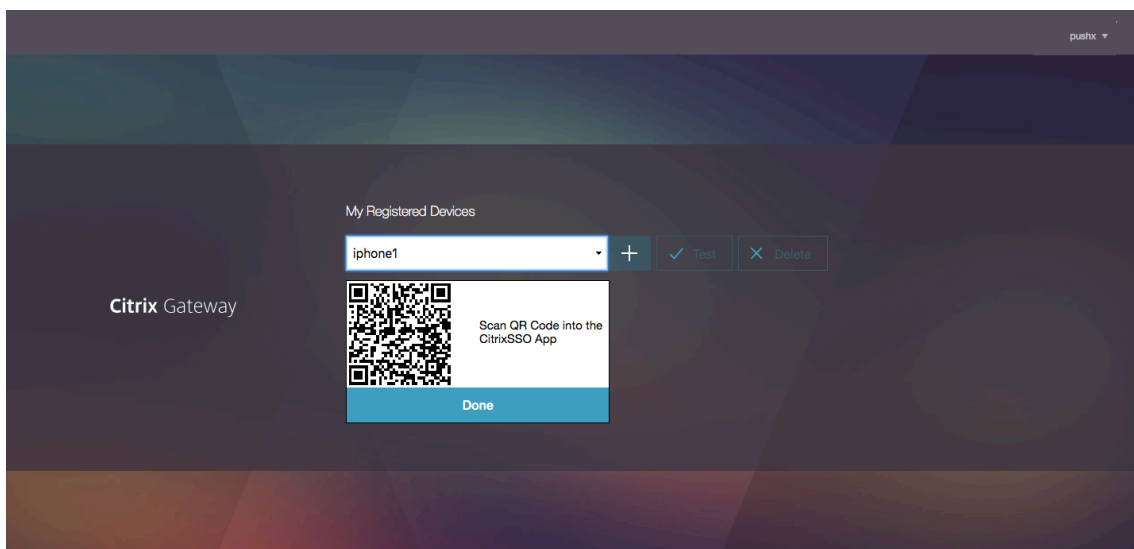 pushx
My Registered Devices
iphone1
Test
Delete
Citrix Gateway
Scan QR Code into the
CitrixSSO App
Done